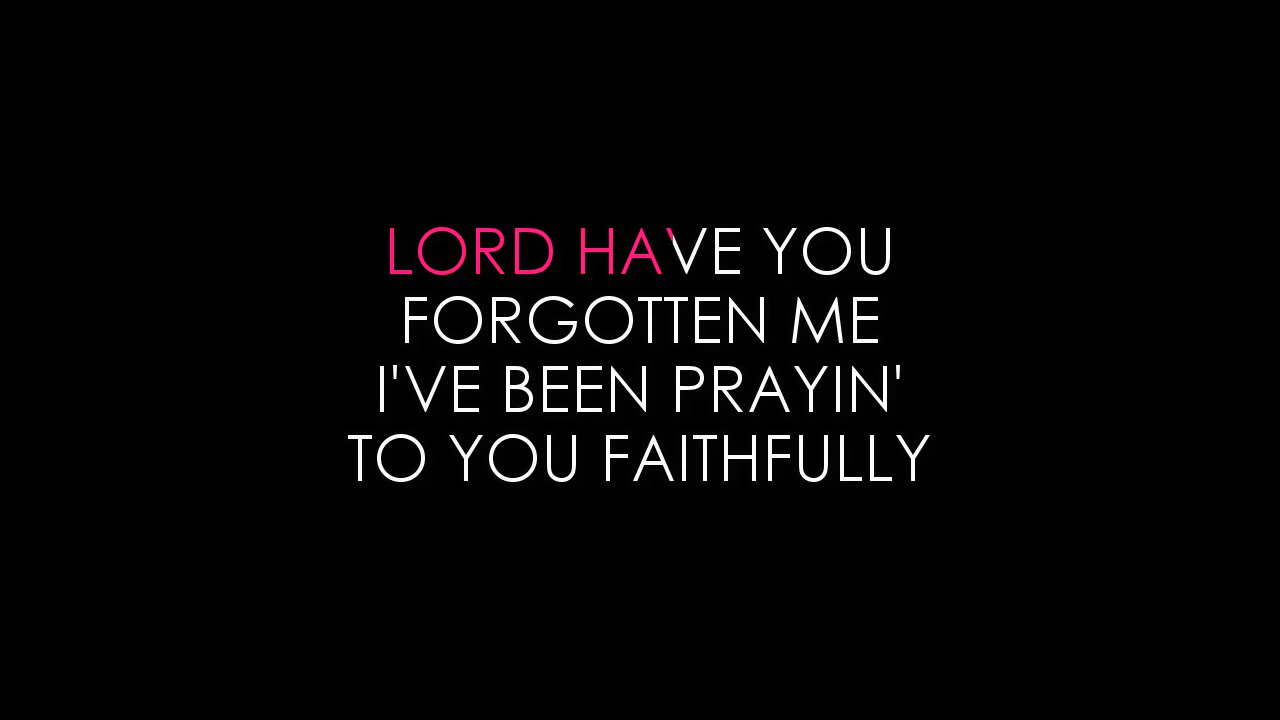 LORD HAVE YOU
FORGOTTEN ME
I'VE BEEN PRAYIN'
TO YOU FAITHFULLY